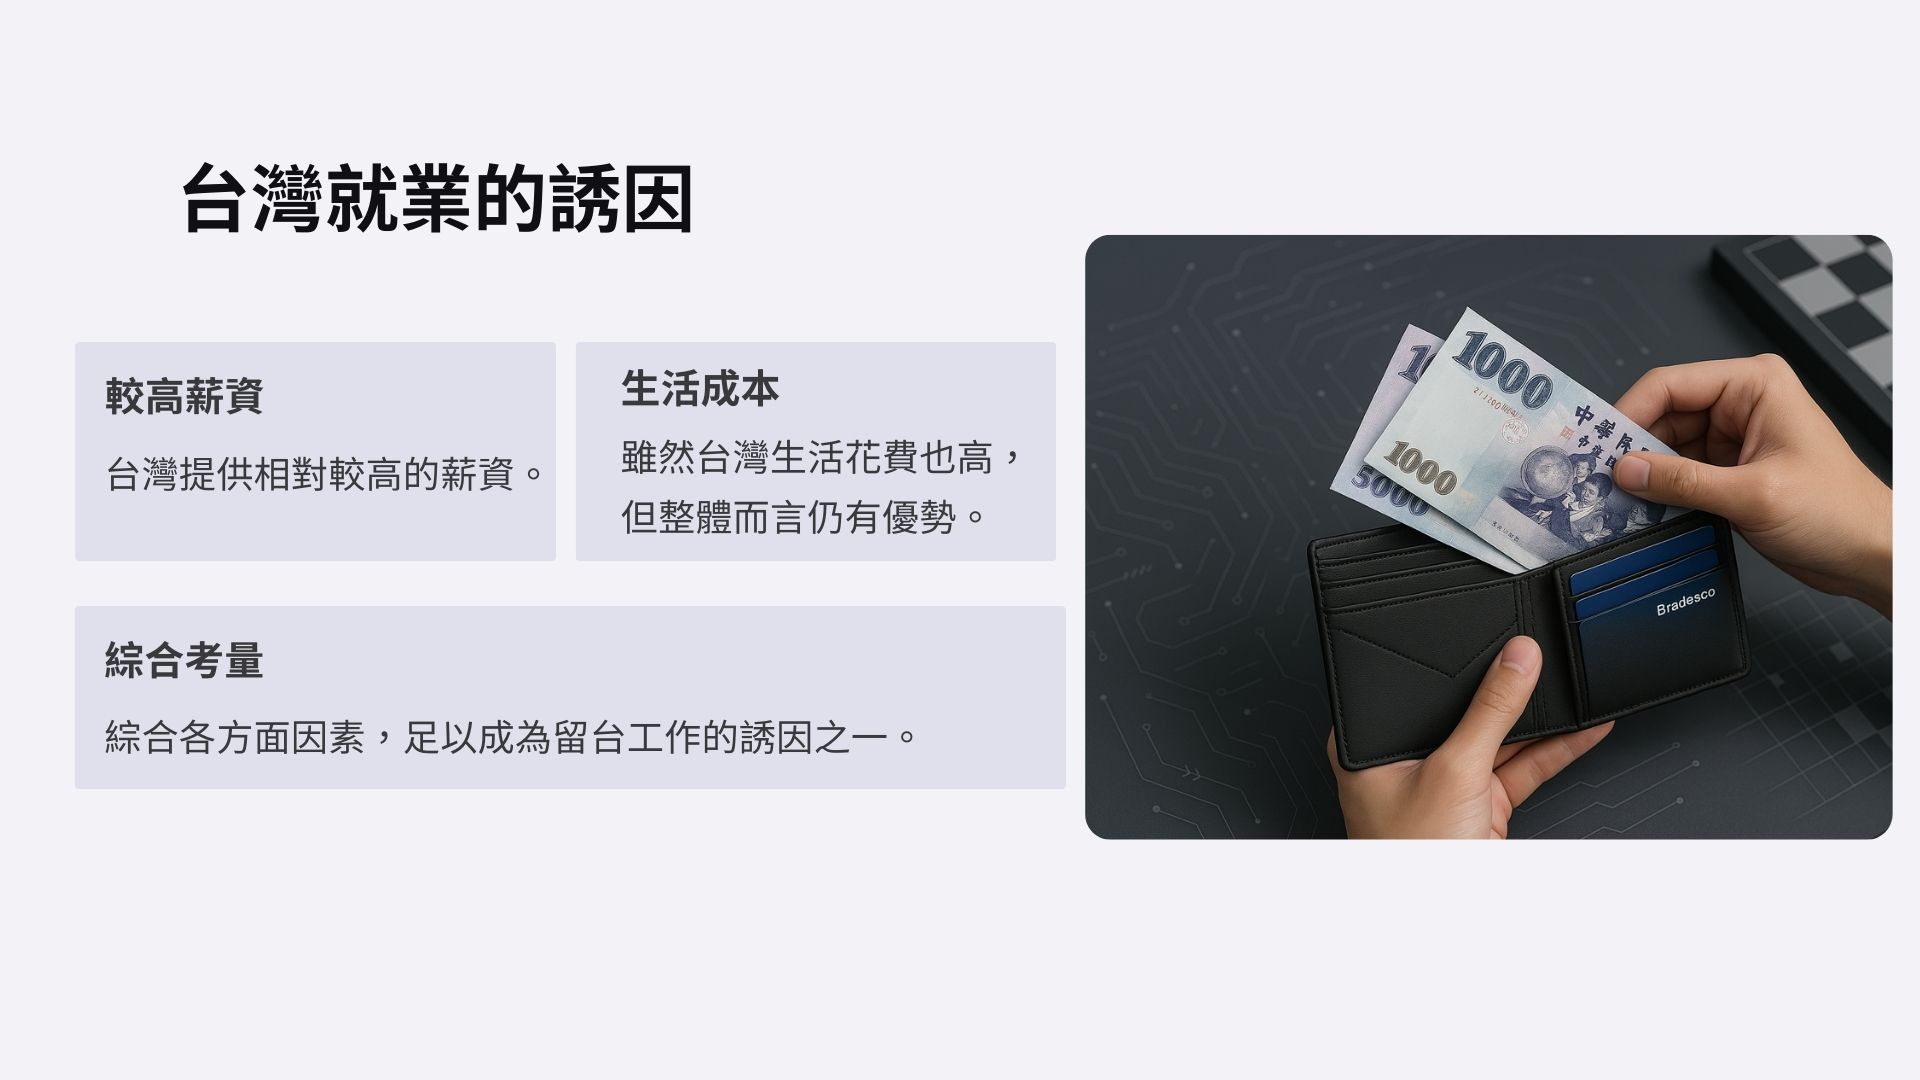 台灣就業的誘因
較高薪資
台灣提供相對較高的薪資。
生活成本
雖然台灣生活花費也高，
但整體而言仍有優勢。
綜合考量
綜合各方面因素，足以成為留台工作的誘因之一。
1000
1000
5000
中華民
Bradesco